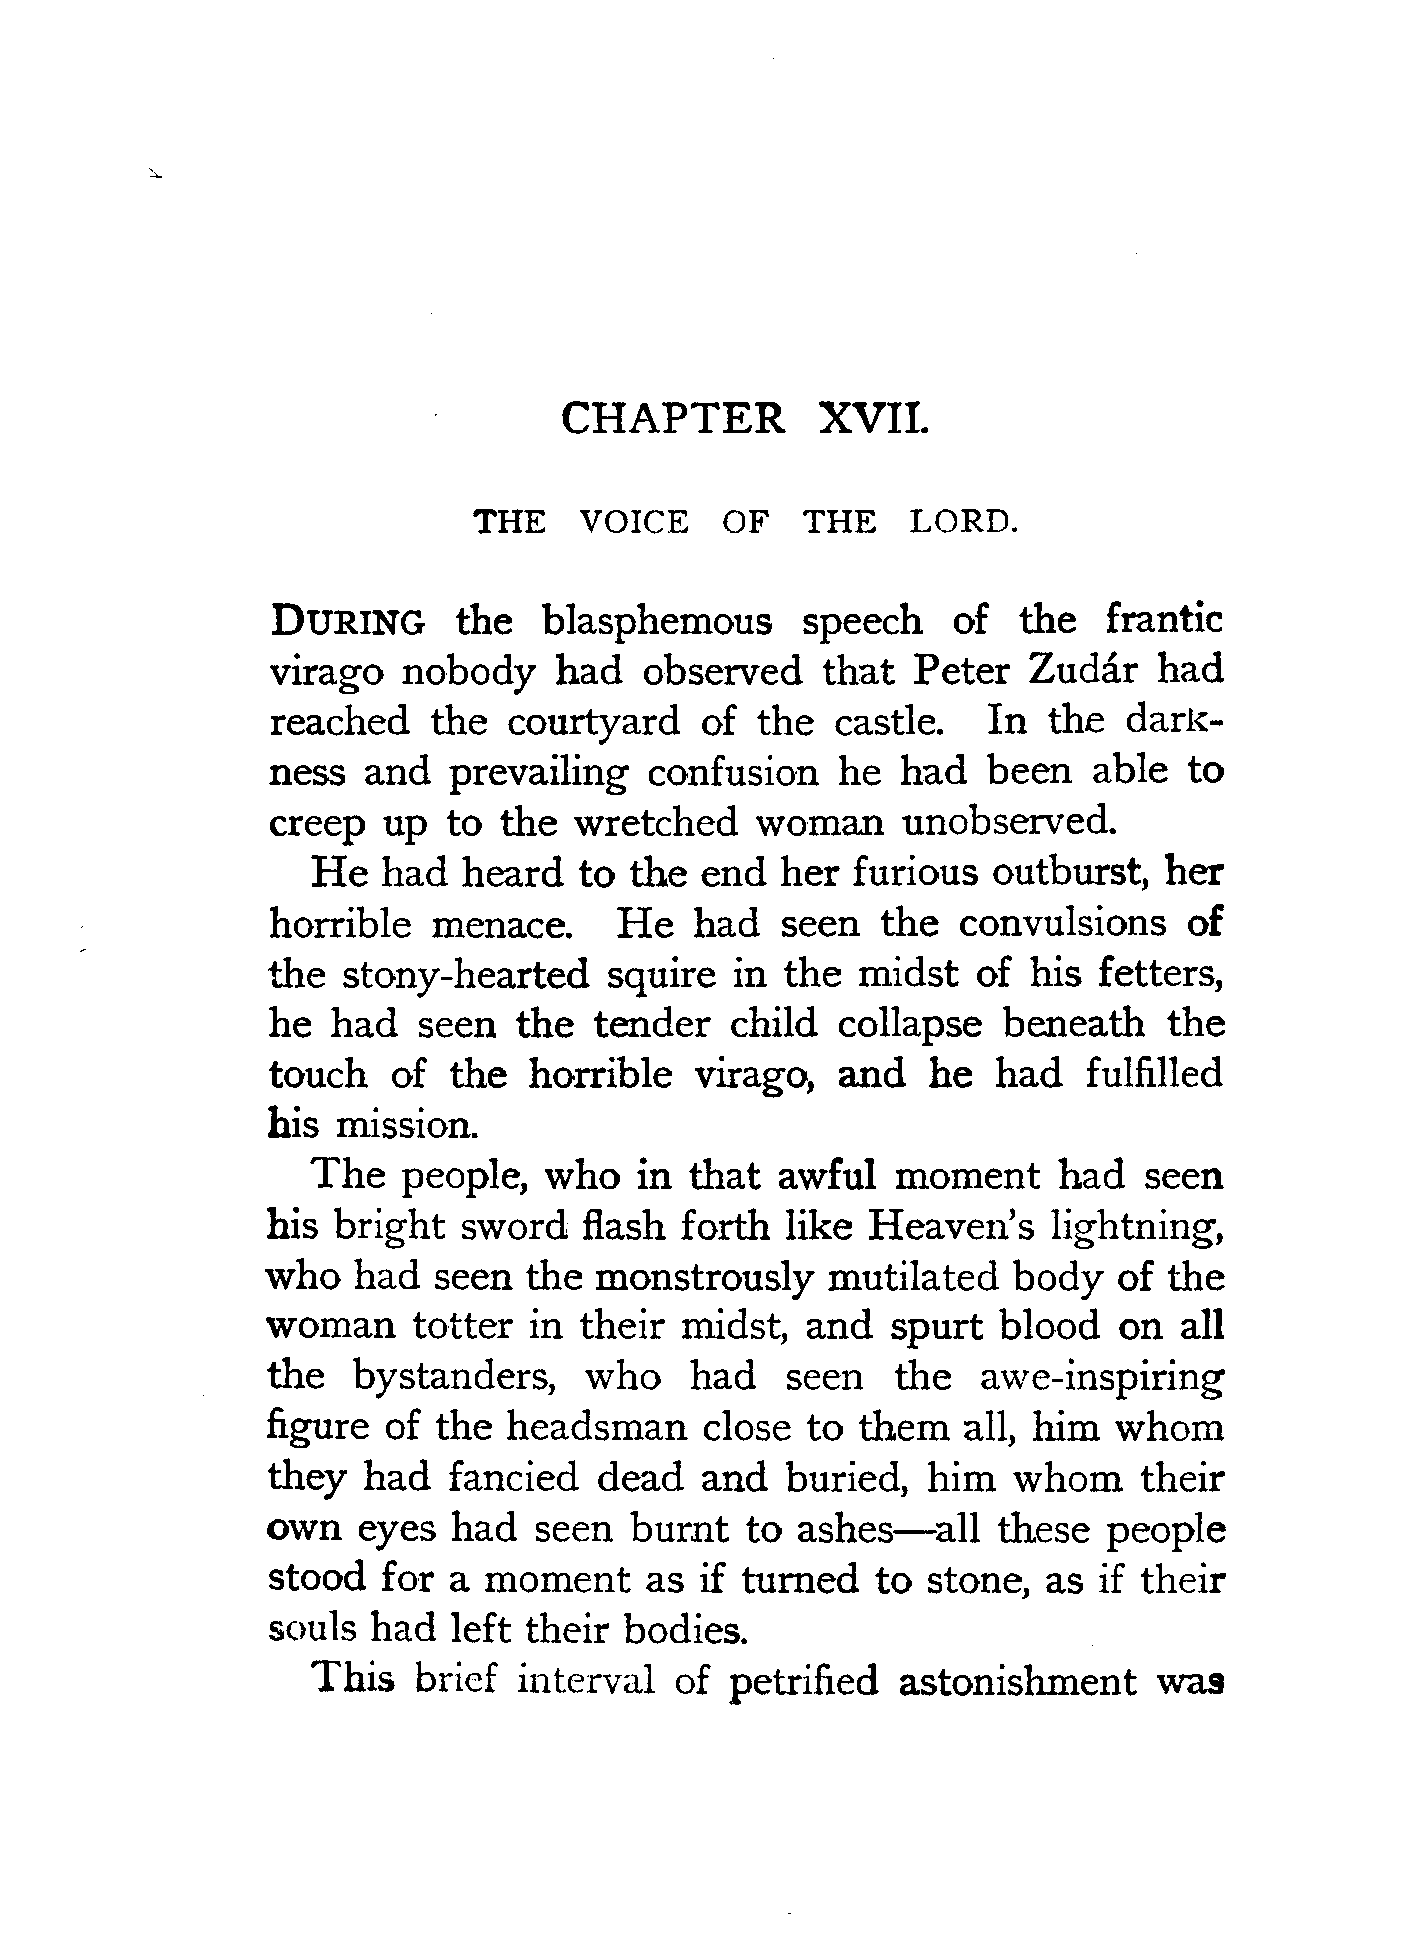 CHAPTER XVII.
THE VOICE OF THE LORD.
DURING the blasphemous speech of the frantic
virago nobody had observed that Peter Zudár had
reached the courtyard of the castle. In the dark-
ness and prevailing confusion he had been able to
creep up to the wretched woman unobserved.
He had heard to the end her furious outburst, her
horrible menace. He had seen the convulsions of
the stony-hearted squire in the midst of his fetters,
he had seen the tender child collapse beneath the
touch of the horrible virago, and he had fulfilled
his mission.
The people, who in that awful moment had seen
his bright sword flash forth like Heaven's lightning,
who had seen the monstrously mutilated body of the
woman totter in their midst, and spurt blood on all
the bystanders, who had seen the awe-inspiring
figure of the headsman close to them all, him whom
they had fancied dead and buried, him whom their
own eyes had seen burnt to ashes—all these people
stood for a moment as if turned to stone, as if their
souls had left their bodies.
This brief interval of petrified astonishment was